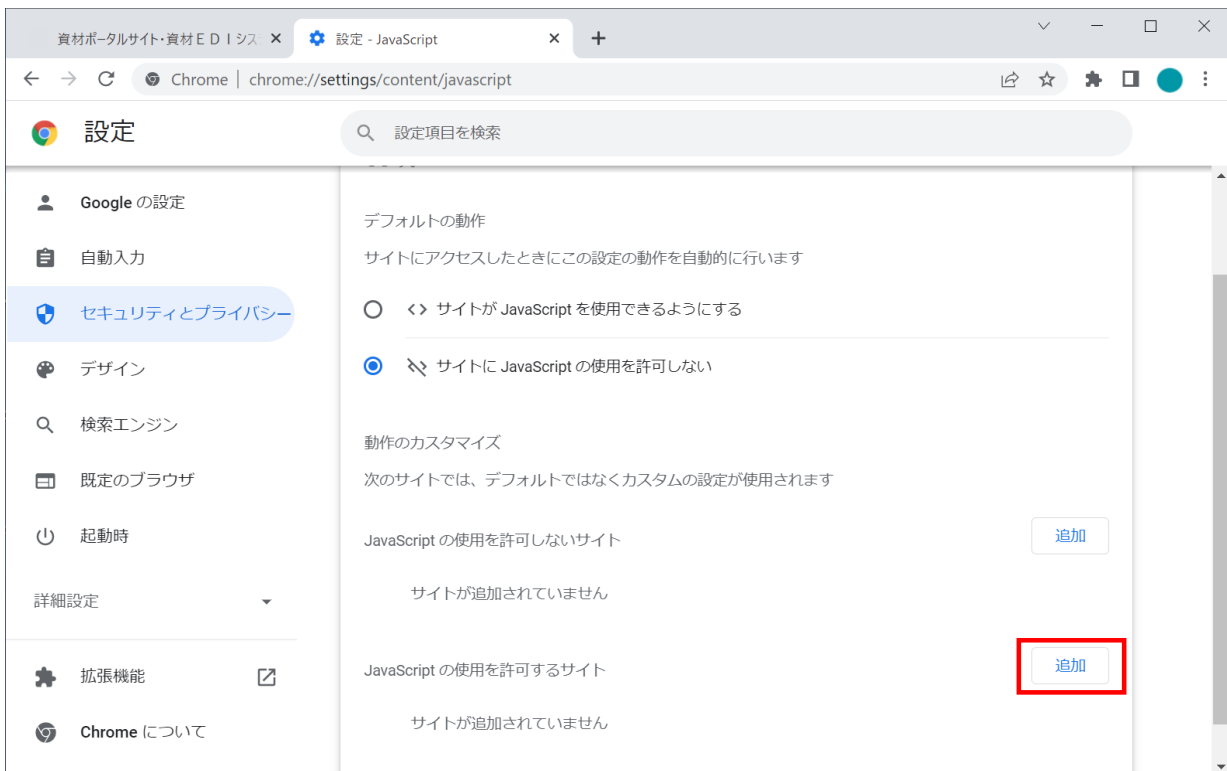 資材ポータルサイト・資材ＥＤＩシス
設定 - JavaScript
Chrome | chrome://settings/content/javascript
設定
設定項目を検索
Google の設定
自動入力
セキュリティとプライバシー
デザイン
検索エンジン
既定のブラウザ
起動時
詳細設定
拡張機能
Chrome について
デフォルトの動作
サイトにアクセスしたときにこの設定の動作を自動的に行います
サイトが JavaScript を使用できるようにする
サイトに JavaScript の使用を許可しない
動作のカスタマイズ
次のサイトでは、デフォルトではなくカスタムの設定が使用されます
JavaScript の使用を許可しないサイト
追加
サイトが追加されていません
JavaScript の使用を許可するサイト
追加
サイトが追加されていません